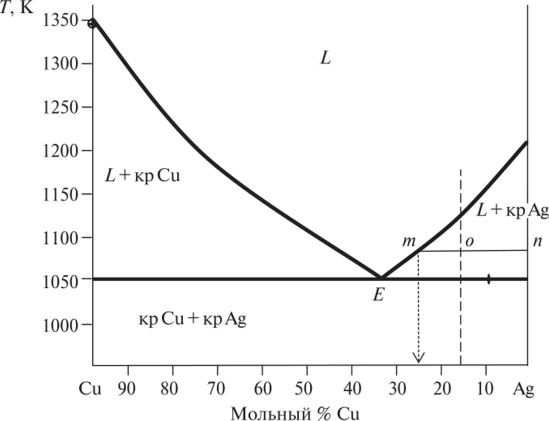 T, К
1350
1300
1250
1200
1150
1100
1050
1000
L
L + кр Cu
L + кр Ag
m
o
n
E
кр Cu + кр Ag
Cu 90 80 70 60 50 40 30 20 10 Ag
Мольный % Cu